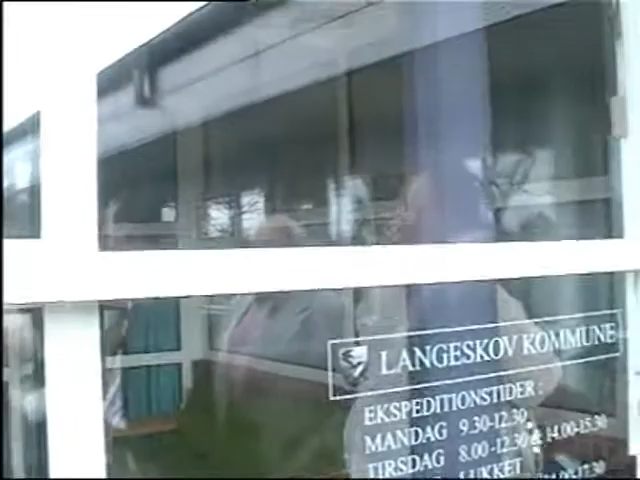 LANGESKOV KOMMUNE
EKSPEDITIONSTIDER :
MANDAG 9.30-12.30
TIRSDAG 8.00-12.30 & 14.00-15.30
LUKKET